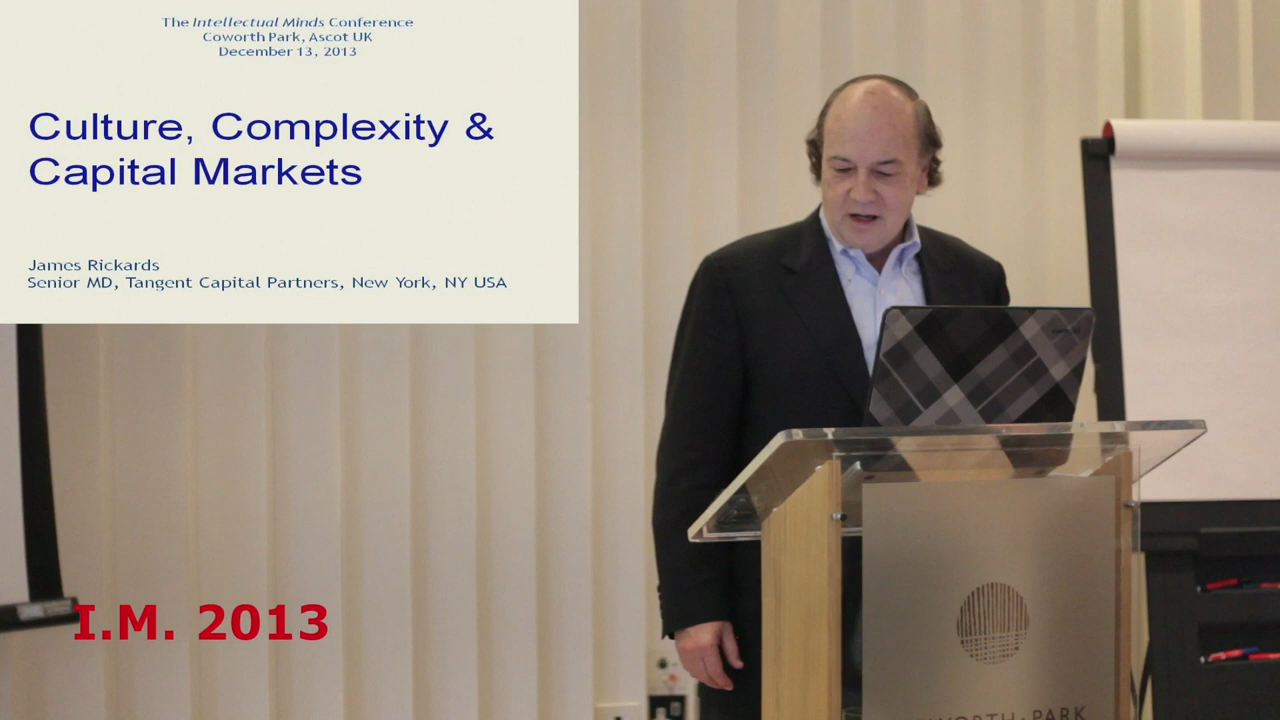 The Intellectual Minds Conference
Coworth Park, Ascot UK
December 13, 2013
Culture, Complexity &
Capital Markets
James Rickards
Senior MD, Tangent Capital Partners, New York, NY USA
I.M. 2013
PARK